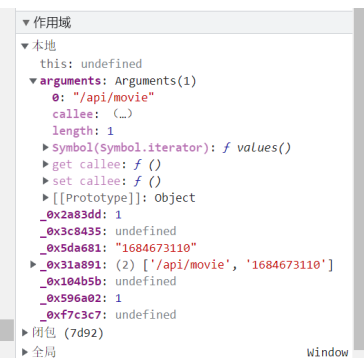 作用域
本地
this: undefined
arguments: Arguments(1)
0: "/api/movie"
callee: (…)
length: 1
Symbol(Symbol.iterator): ƒ values()
get callee: ƒ ()
set callee: ƒ ()
[[Prototype]]: Object
_0x2a83dd: 1
_0x3c8435: undefined
_0x5da681: "1684673110"
_0x31a891: (2) ['/api/movie', '1684673110']
_0x104b5b: undefined
_0x596a02: 1
_0xf7c3c7: undefined
闭包 (7d92)
全局 Window